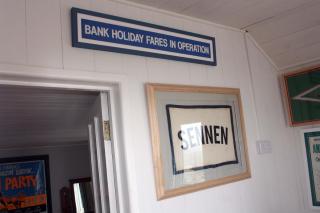 BANK HOLIDAY FARES IN OPERATION
SENNEN
PARTY